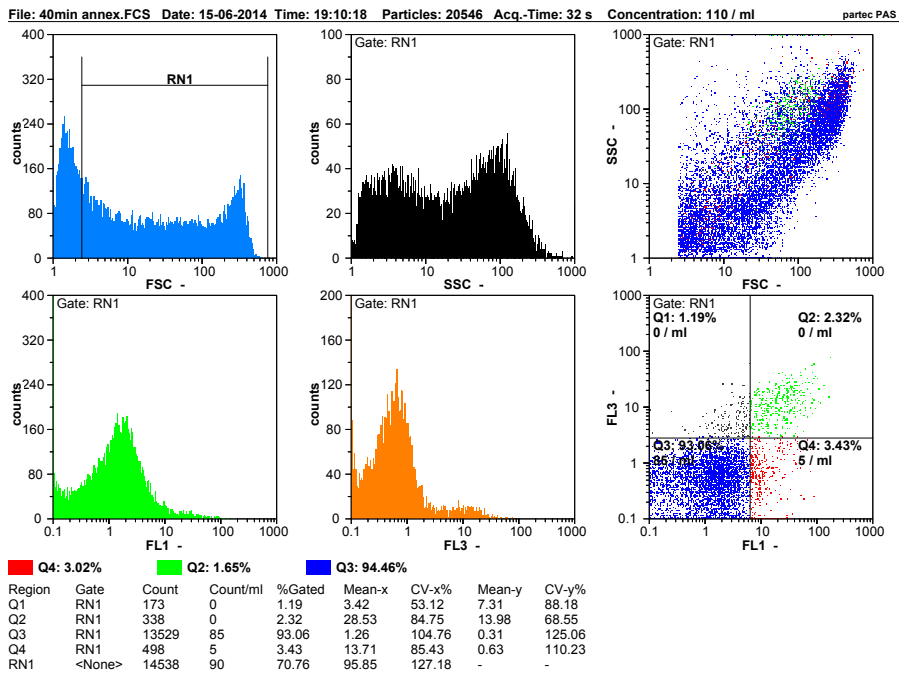 File: 40min annex.FCS Date: 15-06-2014 Time: 19:10:18 Particles: 20546 Acq.-Time: 32 s Concentration: 110 / ml partec PAS
400
320
240
160
80
0
counts
RN1
1 10 100 1000
FSC -
100
80
60
40
20
0
counts
Gate: RN1
1 10 100 1000
SSC -
1000
100
10
1
SSC -
Gate: RN1
1 10 100 1000
FSC -
400
320
240
160
80
0
counts
Gate: RN1
0.1 1 10 100 1000
FL1 -
200
160
120
80
40
0
counts
Gate: RN1
0.1 1 10 100 1000
FL3 -
1000
100
10
1
0.1
FL3 -
Gate: RN1
Q1: 1.19% Q2: 2.32%
0 / ml 0 / ml
Q3: 93.06% Q4: 3.43%
85 / ml 5 / ml
0.1 1 10 100 1000
FL1 -
Q4: 3.02% Q2: 1.65% Q3: 94.46%
Region Gate Count Count/ml %Gated Mean-x CV-x% Mean-y CV-y%
Q1 RN1 173 0 1.19 3.42 53.12 7.31 88.18
Q2 RN1 338 0 2.32 28.53 84.75 13.98 68.55
Q3 RN1 13529 85 93.06 1.26 104.76 0.31 125.06
Q4 RN1 498 5 3.43 13.71 85.43 0.63 110.23
RN1 <None> 14538 90 70.76 95.85 127.18 - -